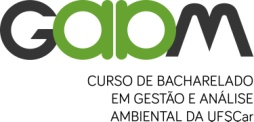 GAAM
CURSO DE BACHARELADO
EM GESTÃO E ANÁLISE
AMBIENTAL DA UFSCar